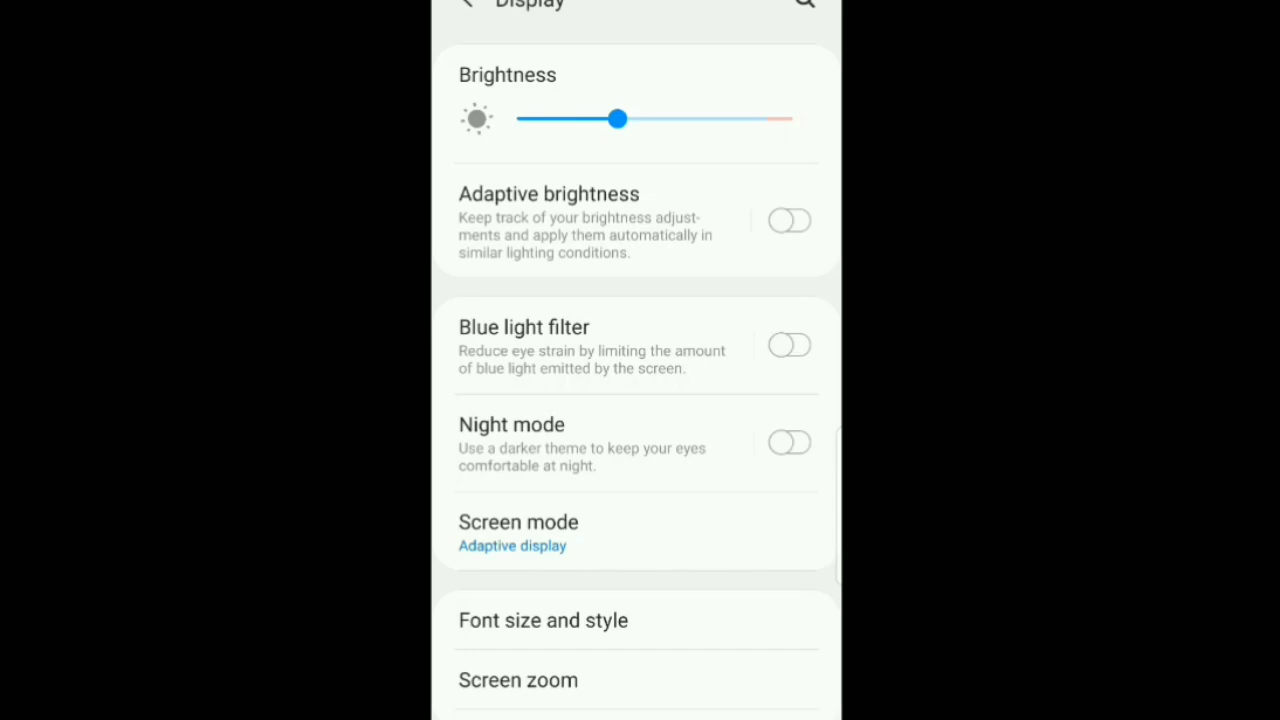 Display
Brightness
Adaptive brightness
Keep track of your brightness adjust-
ments and apply them automatically in
similar lighting conditions.
Blue light filter
Reduce eye strain by limiting the amount
of blue light emitted by the screen.
Night mode
Use a darker theme to keep your eyes
comfortable at night.
Screen mode
Adaptive display
Font size and style
Screen zoom